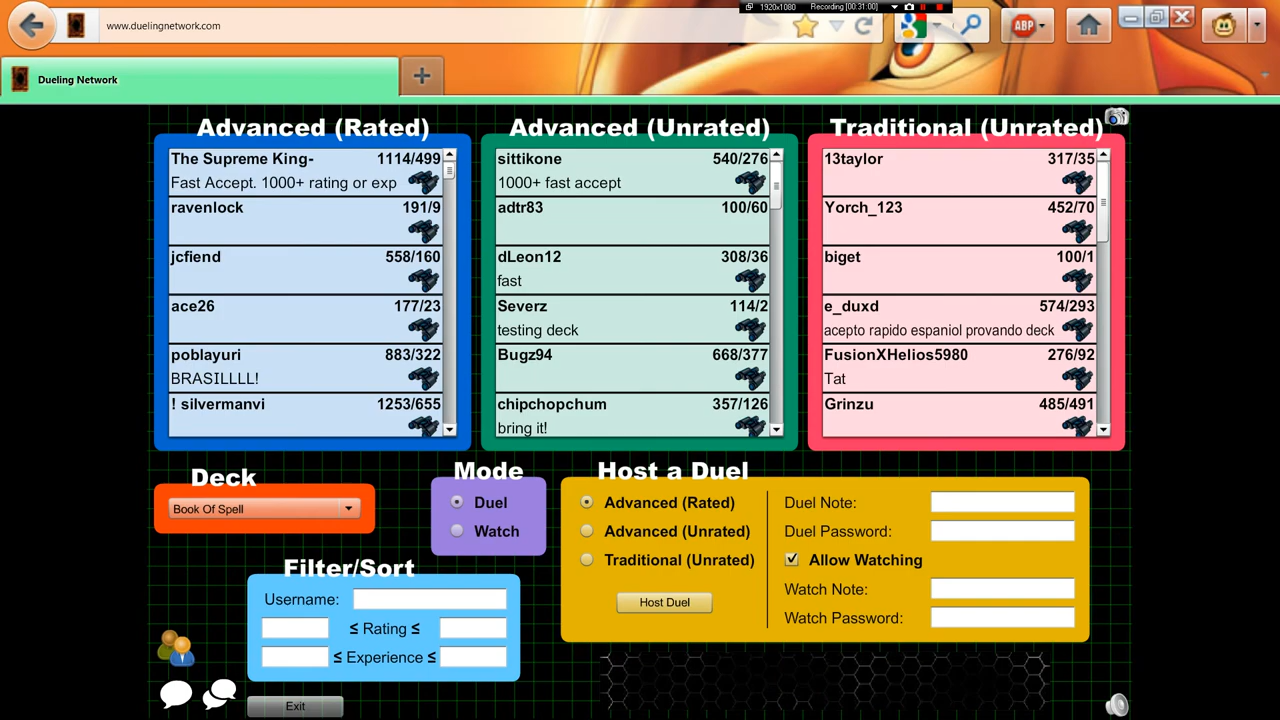 1920x1080 Recording [00:31:00]
www.duelingnetwork.com
ABP
Dueling Network
Advanced (Rated)
The Supreme King- 1114/499
Fast Accept. 1000+ rating or exp
ravenlock 191/9
jcfiend 558/160
ace26 177/23
poblayuri 883/322
BRASILLLL!
! silvermanvi 1253/655
Advanced (Unrated)
sittikone 540/276
1000+ fast accept
adtr83 100/60
dLeon12 308/36
fast
Severz 114/2
testing deck
Bugz94 668/377
chipchopchum 357/126
bring it!
Traditional (Unrated)
13taylor 317/35
Yorch_123 452/70
biget 100/1
e_duxd 574/293
acepto rapido espaniol provando deck
FusionXHelios5980 276/92
Tat
Grinzu 485/491
Deck
Book Of Spell
Mode
Duel
Watch
Host a Duel
Advanced (Rated)
Advanced (Unrated)
Traditional (Unrated)
Host Duel
Duel Note:
Duel Password:
Allow Watching
Watch Note:
Watch Password:
Filter/Sort
Username:
≤ Rating ≤
≤ Experience ≤
Exit